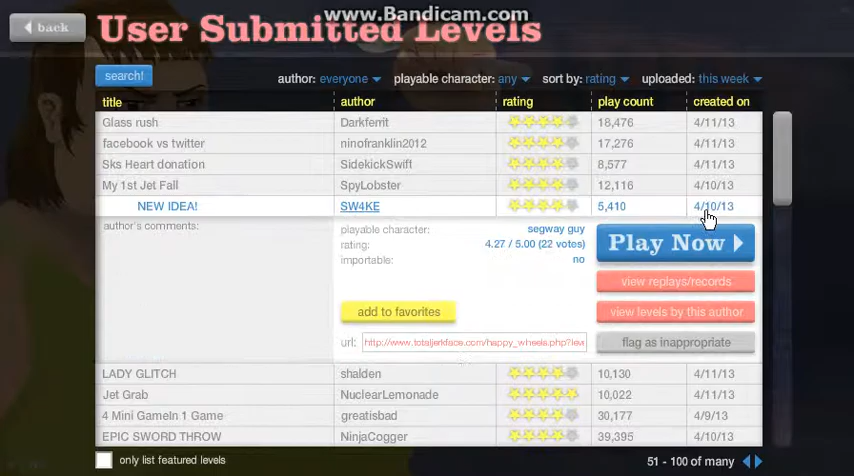 www.Bandicam.com
back
User Submitted Levels
search!
author: everyone playable character: any sort by: rating uploaded: this week
title author rating play count created on
Glass rush Darkferrit 18,476 4/11/13
facebook vs twitter ninofranklin2012 17,276 4/11/13
Sks Heart donation SidekickSwift 8,577 4/11/13
My 1st Jet Fall SpyLobster 12,116 4/10/13
NEW IDEA! SW4KE 5,410 4/10/13
author's comments:
playable character: segway guy
rating: 4.27 / 5.00 (22 votes)
importable: no
Play Now
view replays/records
add to favorites
view levels by this author
url: http://www.totaljerkface.com/happy_wheels.php?leve
flag as inappropriate
LADY GLITCH shalden 10,130 4/11/13
Jet Grab NuclearLemonade 10,022 4/11/13
4 Mini GameIn 1 Game greatisbad 30,177 4/9/13
EPIC SWORD THROW NinjaCogger 39,395 4/10/13
only list featured levels
51 - 100 of many